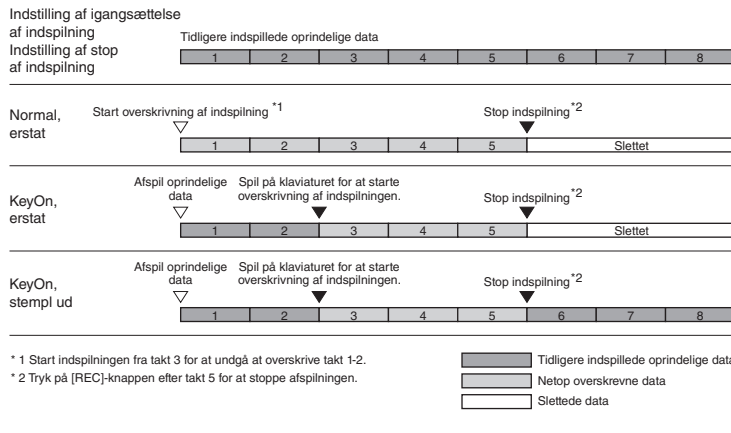 Indstilling af igangsættelse
af indspilning
Indstilling af stop
af indspilning
Tidligere indspillede oprindelige data
1 2 3 4 5 6 7 8
Normal,
erstat
Start overskrivning af indspilning *1
Stop indspilning*2
1 2 3 4 5 Slettet
KeyOn,
erstat
Afspil oprindelige
data
Spil på klaviaturet for at starte
overskrivning af indspilningen.
Stop indspilning*2
1 2 3 4 5 Slettet
KeyOn,
stempl ud
Afspil oprindelige
data
Spil på klaviaturet for at starte
overskrivning af indspilningen.
Stop indspilning*2
1 2 3 4 5 6 7 8
* 1 Start indspilningen fra takt 3 for at undgå at overskrive takt 1-2.
* 2 Tryk på [REC]-knappen efter takt 5 for at stoppe afspilningen.
Tidligere indspillede oprindelige data
Netop overskrevne data
Slettede data